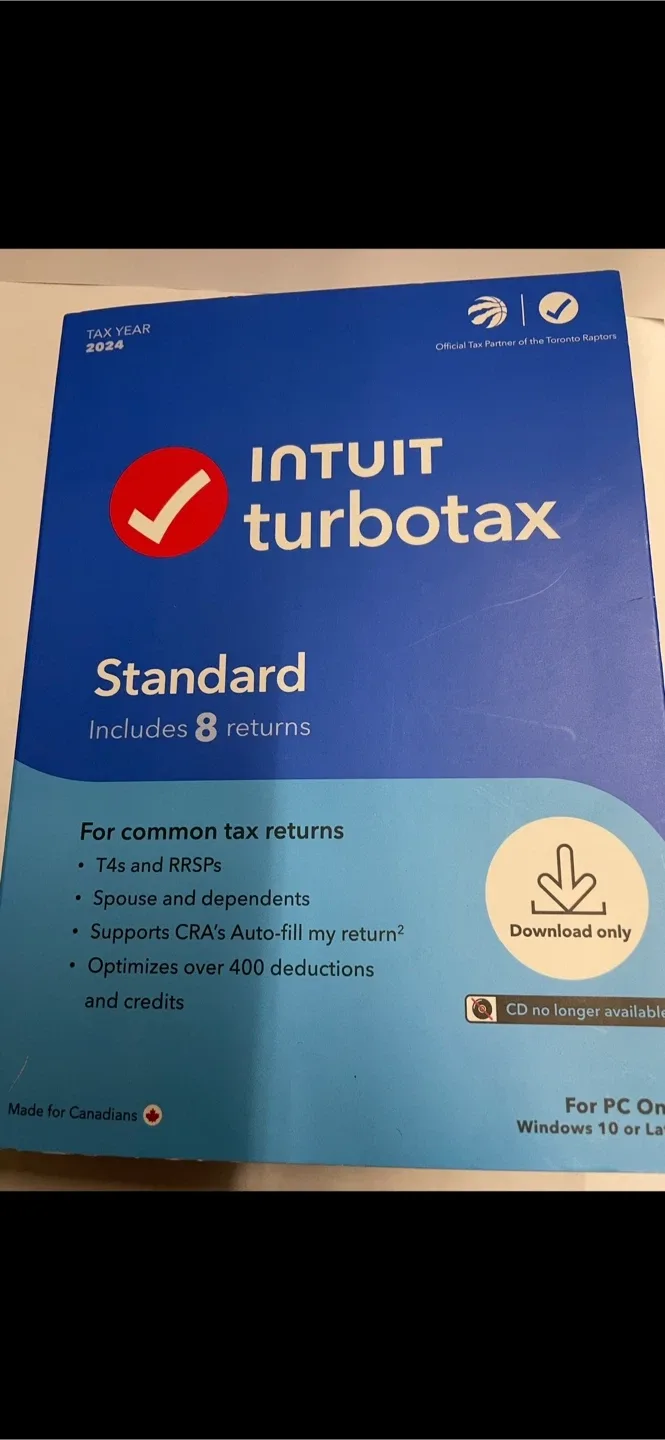 TAX YEAR
2024
Official Tax Partner of the Toronto Raptors
INTUIT
turbotax
Standard
Includes 8 returns
For common tax returns
• T4s and RRSPs
• Spouse and dependents
• Supports CRA's Auto-fill my return²
• Optimizes over 400 deductions
and credits
Download only
CD no longer available
Made for Canadians
For PC On
Windows 10 or La